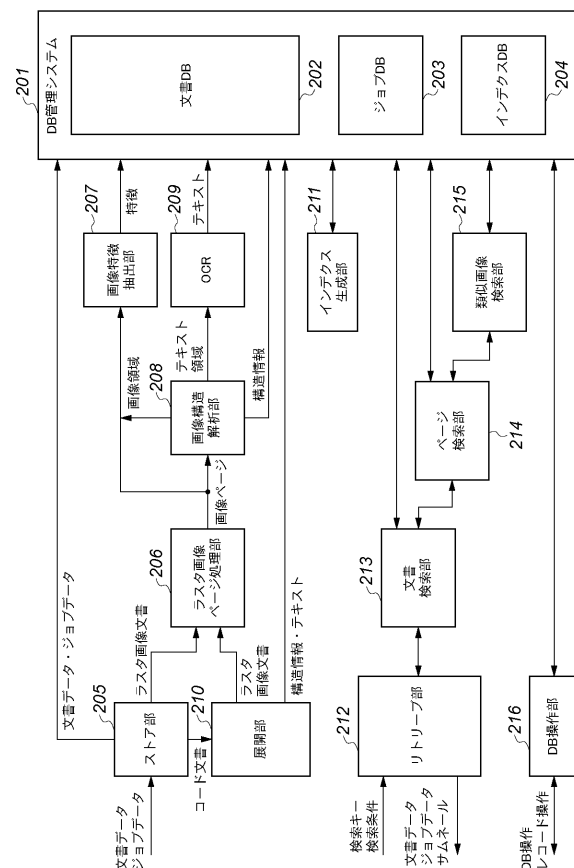 201
DB管理システム
文書DB
202
ジョブDB
203
インデクスDB
204
207
画像特徴
抽出部
特徴
209
OCR
テキスト
211
インデクス
生成部
215
類似画像
検索部
画像領域
208
画像構造
解析部
テキスト
領域
構造情報
ページ
検索部
214
画像ページ
206
ラスタ画像
ページ処理部
213
文書
検索部
文書データ・ジョブデータ
ラスタ画像文書
ラスタ
画像文書
構造情報・テキスト
205
ストア部
コード文書
210
展開部
212
リトリーブ部
216
DB操作部
文書データ
ジョブデータ
検索キー
検索条件
文書データ
ジョブデータ
サムネール
DB操作
レコード操作